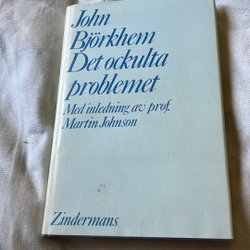 John
Björkhem
Det ockulta
problemet
Med inledning av prof.
Martin Johnson
Zindermans